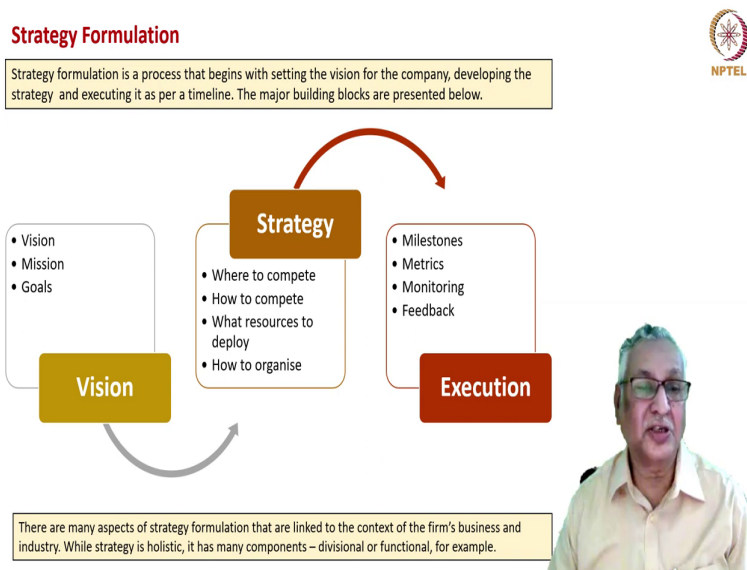 Strategy Formulation
NPTEL
Strategy formulation is a process that begins with setting the vision for the company, developing the
strategy and executing it as per a timeline. The major building blocks are presented below.
• Vision
• Mission
• Goals
Vision
Strategy
• Where to compete
• How to compete
• What resources to
deploy
• How to organise
• Milestones
• Metrics
• Monitoring
• Feedback
Execution
There are many aspects of strategy formulation that are linked to the context of the firm's business and
industry. While strategy is holistic, it has many components – divisional or functional, for example.